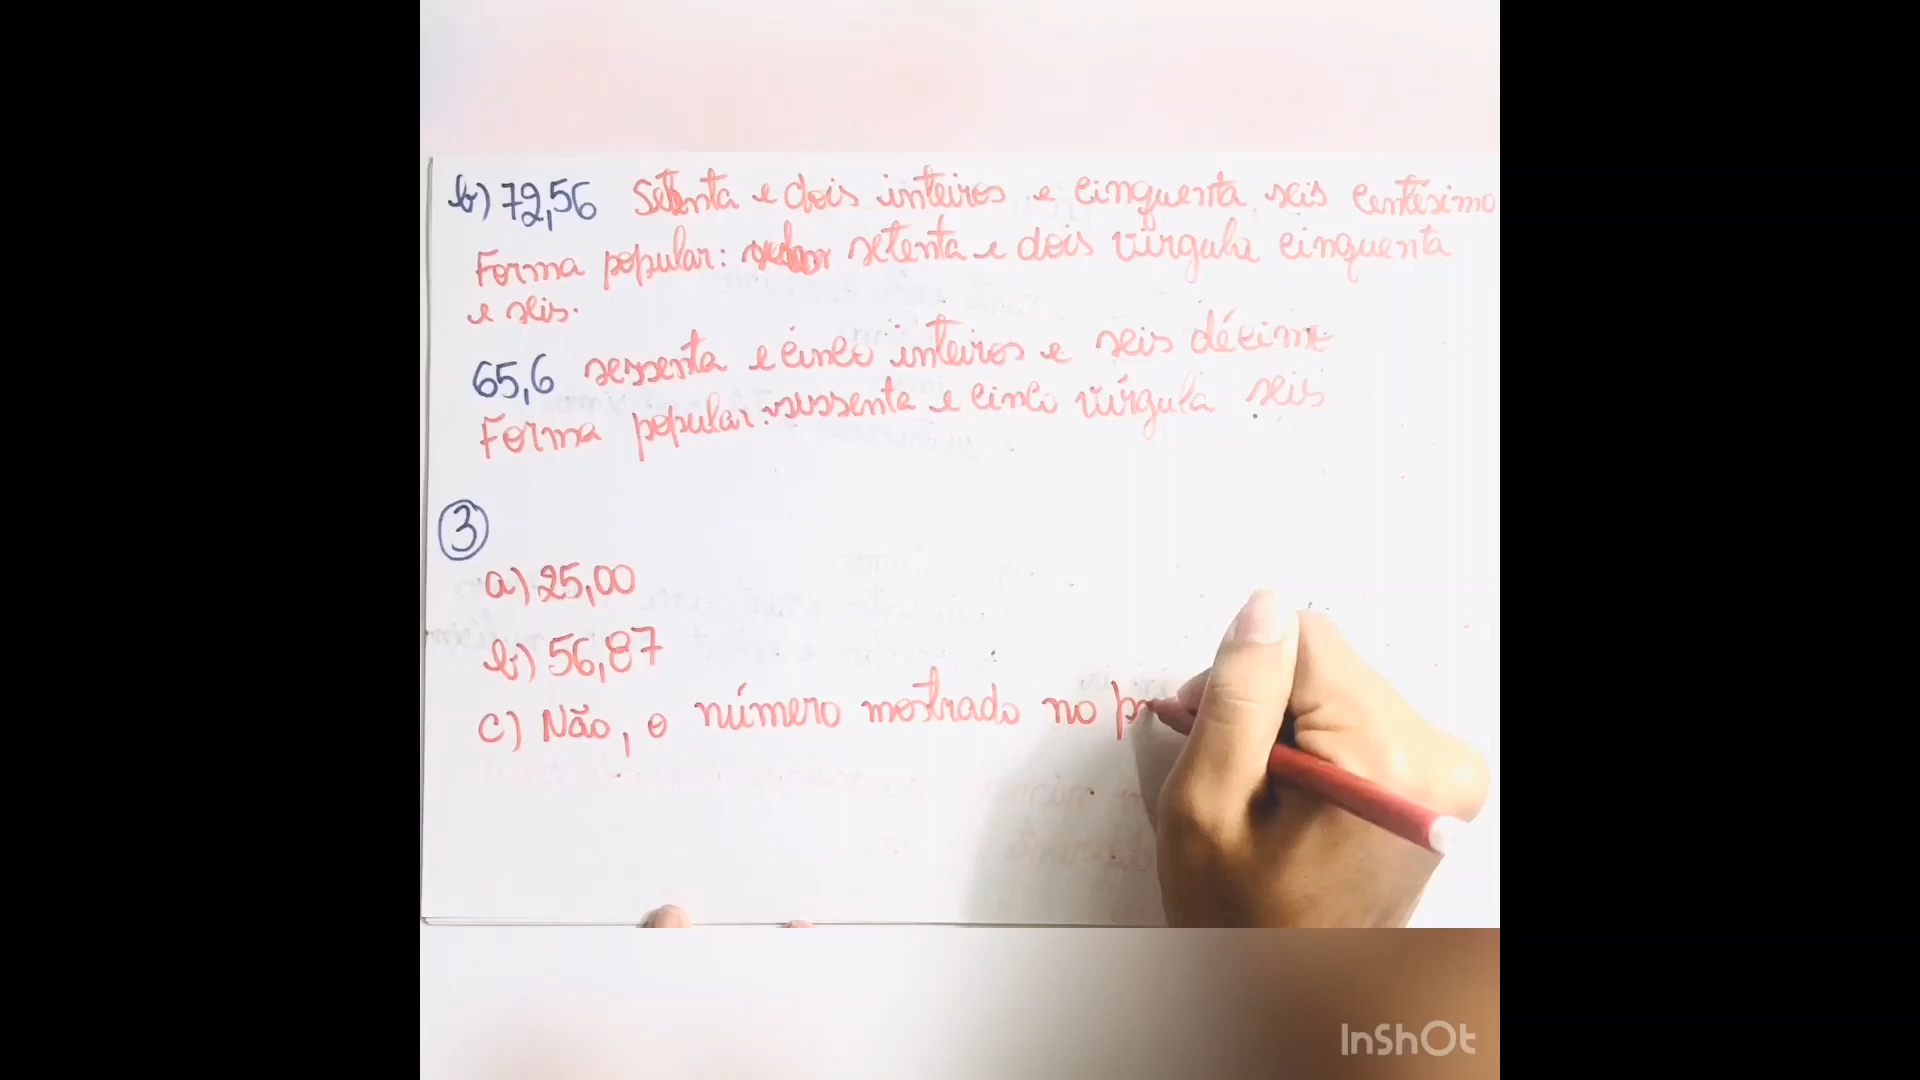 b) 72,56 Setenta e dois inteiros e cinquenta seis centésimo
Forma popular: setenta e dois vírgula cinquenta
e seis.
65,6 sessenta e cinco inteiros e seis décimo
Forma popular: sessenta e cinco vírgula seis
3
a) 25,00
b) 56,87
c) Não, o número mostrado no
InShOt